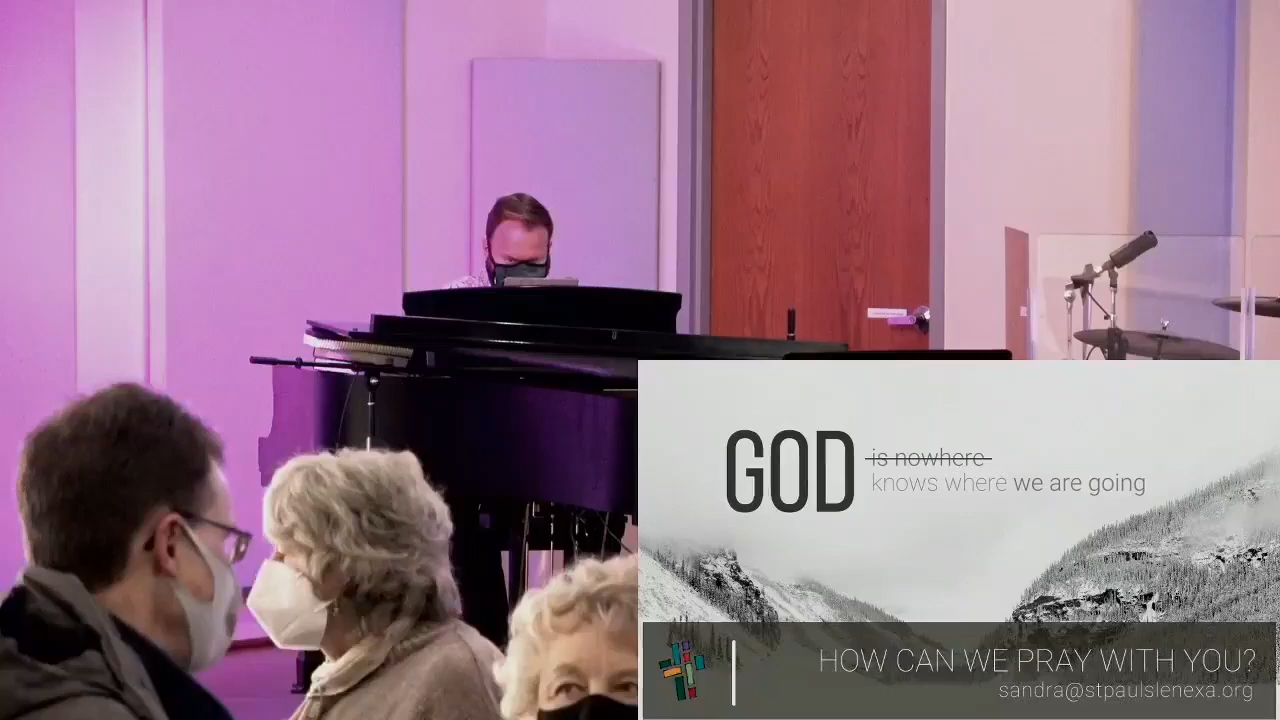 GOD
is nowhere
knows where we are going
HOW CAN WE PRAY WITH YOU?
sandra@stpaulslenexa.org